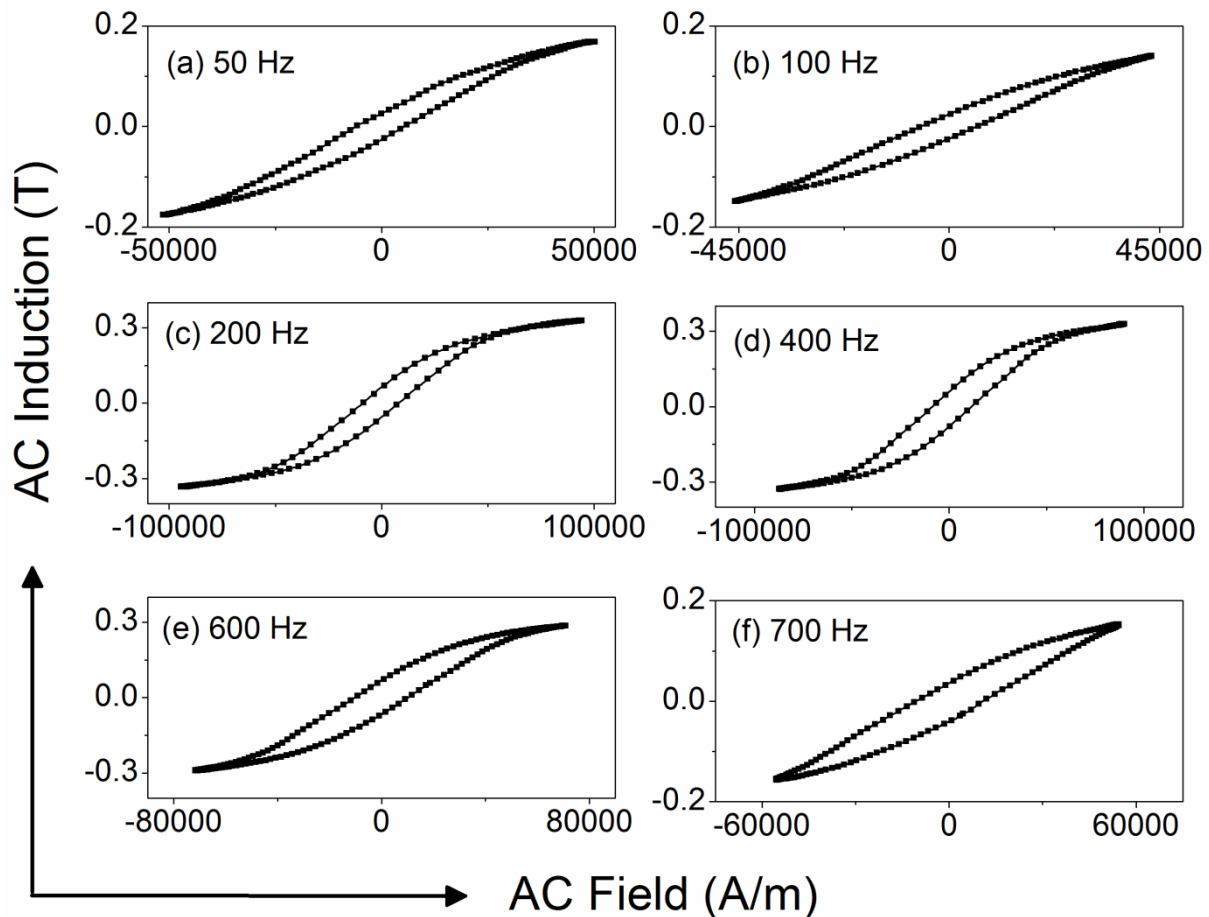 AC Induction (T)
(a) 50 Hz
0.2
0.0
-0.2
-50000 0 50000
(b) 100 Hz
0.2
0.0
-0.2
-45000 0 45000
(c) 200 Hz
0.3
0.0
-0.3
-100000 0 100000
(d) 400 Hz
0.3
0.0
-0.3
-100000 0 100000
(e) 600 Hz
0.3
0.0
-0.3
-80000 0 80000
(f) 700 Hz
0.2
0.0
-0.2
-60000 0 60000
AC Field (A/m)